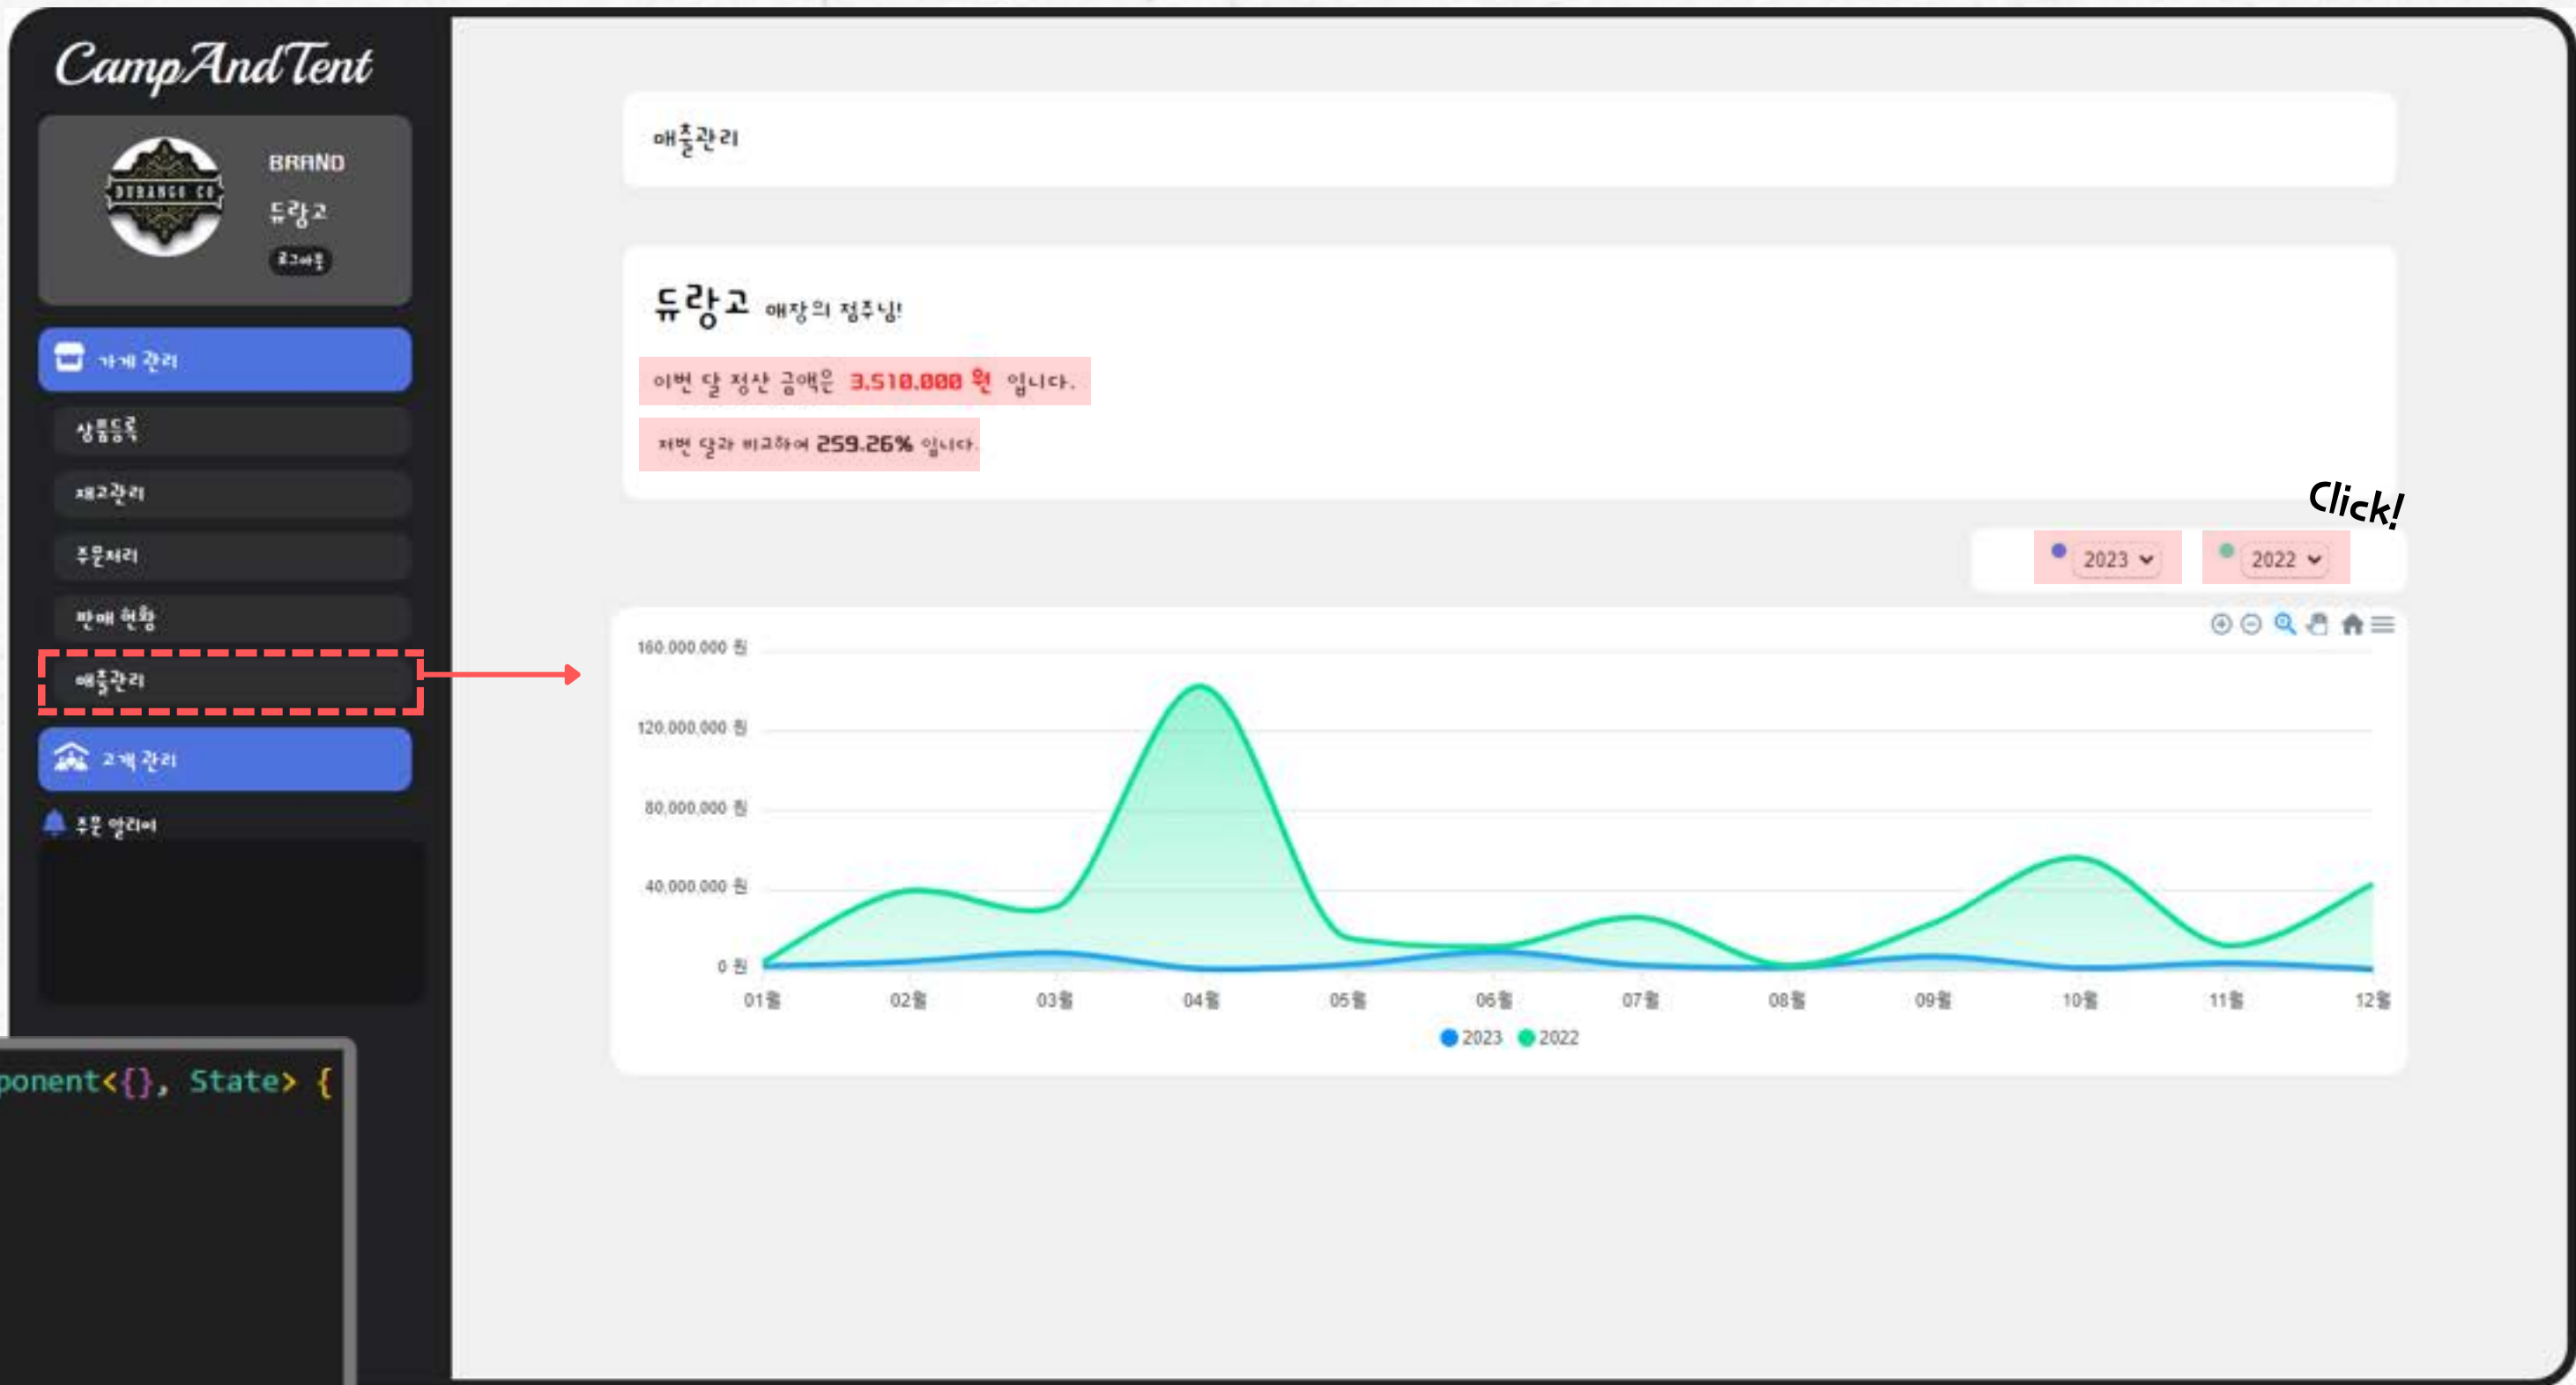 CampAndTent
DURANGO CO
BRAND
듀랑고
로그아웃
가게 관리
상품등록
재고관리
주문처리
판매 현황
매출관리
고객 관리
주문 알리미
ponent<{}, State> {
매출관리
듀랑고 매장의 점주님!
이번 달 정산 금액은 3,510,000 원 입니다.
저번 달과 비교하여 259.26% 입니다.
Click!
2023
2022
160,000,000 원
120,000,000 원
80,000,000 원
40,000,000 원
0 원
01월 02월 03월 04월 05월 06월 07월 08월 09월 10월 11월 12월
2023 2022